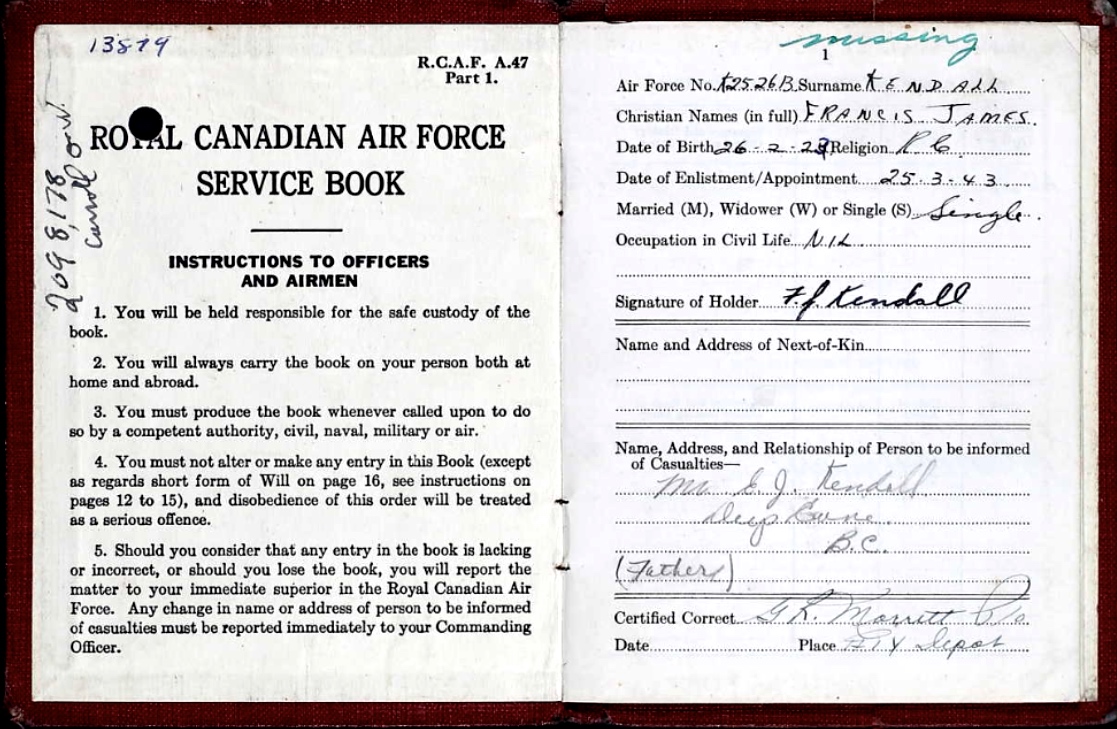 13879
R.C.A.F. A.47
Part 1.
209 8,178
Carroll
ROYAL CANADIAN AIR FORCE
SERVICE BOOK
INSTRUCTIONS TO OFFICERS
AND AIRMEN
1. You will be held responsible for the safe custody of the
book.
2. You will always carry the book on your person both at
home and abroad.
3. You must produce the book whenever called upon to do
so by a competent authority, civil, naval, military or air.
4. You must not alter or make any entry in this Book (except
as regards short form of Will on page 16, see instructions on
pages 12 to 15), and disobedience of this order will be treated
as a serious offence.
5. Should you consider that any entry in the book is lacking
or incorrect, or should you lose the book, you will report the
matter to your immediate superior in the Royal Canadian Air
Force. Any change in name or address of person to be informed
of casualties must be reported immediately to your Commanding
Officer.
missing
1
Air Force No. R252613 Surname KENDALL
Christian Names (in full) FRANCIS JAMES.
Date of Birth 26-2-2 Religion RC
Date of Enlistment/Appointment 25.3.43
Married (M), Widower (W) or Single (S) Single.
Occupation in Civil Life NIL
Signature of Holder FJ Kendall
Name and Address of Next-of-Kin
Name, Address, and Relationship of Person to be informed
of Casualties—
Mr. E. J. Kendall
Deep Cove
B.C.
(Father)
Certified Correct G R. Marrett P/O.
Date Place Depot